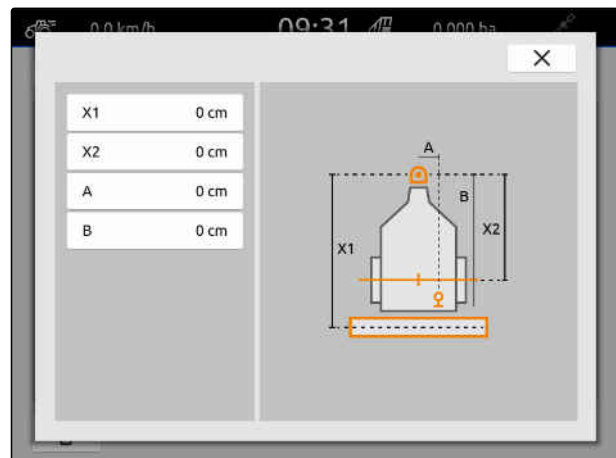 0.0 km/h 09:31 0.000 ha
X1 0 cm
X2 0 cm
A 0 cm
B 0 cm
A
B
X2
X1